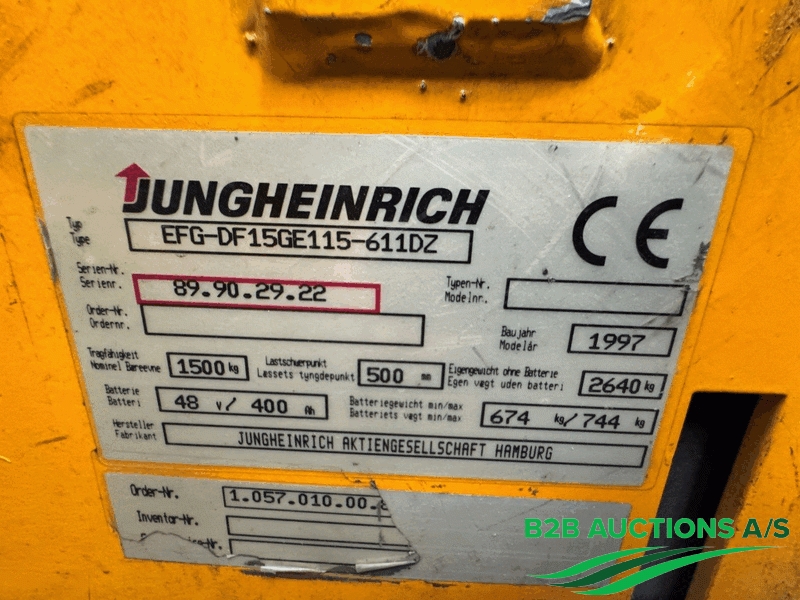 JUNGHEINRICH
CE
Typ
Type EFG-DF15GE115-611DZ
Serien-Nr.
Serienr. 89.90.29.22
Typen-Nr.
Modelnr.
Order-Nr.
Ordernr.
Baujahr
Modelår 1997
Tragfähigkeit
Nominel Bæreevne 1500 kg
Lastschwerpunkt
Lassets tyngdepunkt 500 mm
Eigengewicht ohne Batterie
Egen vægt uden batteri 2640 kg
Batterie
Batteri 48 V/ 400 Ah
Batteriegewicht min/max
Batteriets vægt min/max 674 kg/ 744 kg
Hersteller
Fabrikant JUNGHEINRICH AKTIENGESELLSCHAFT HAMBURG
Order-Nr. 1.057.010.00.
Inventor-Nr.
-Nr.
B2B AUCTIONS A/S